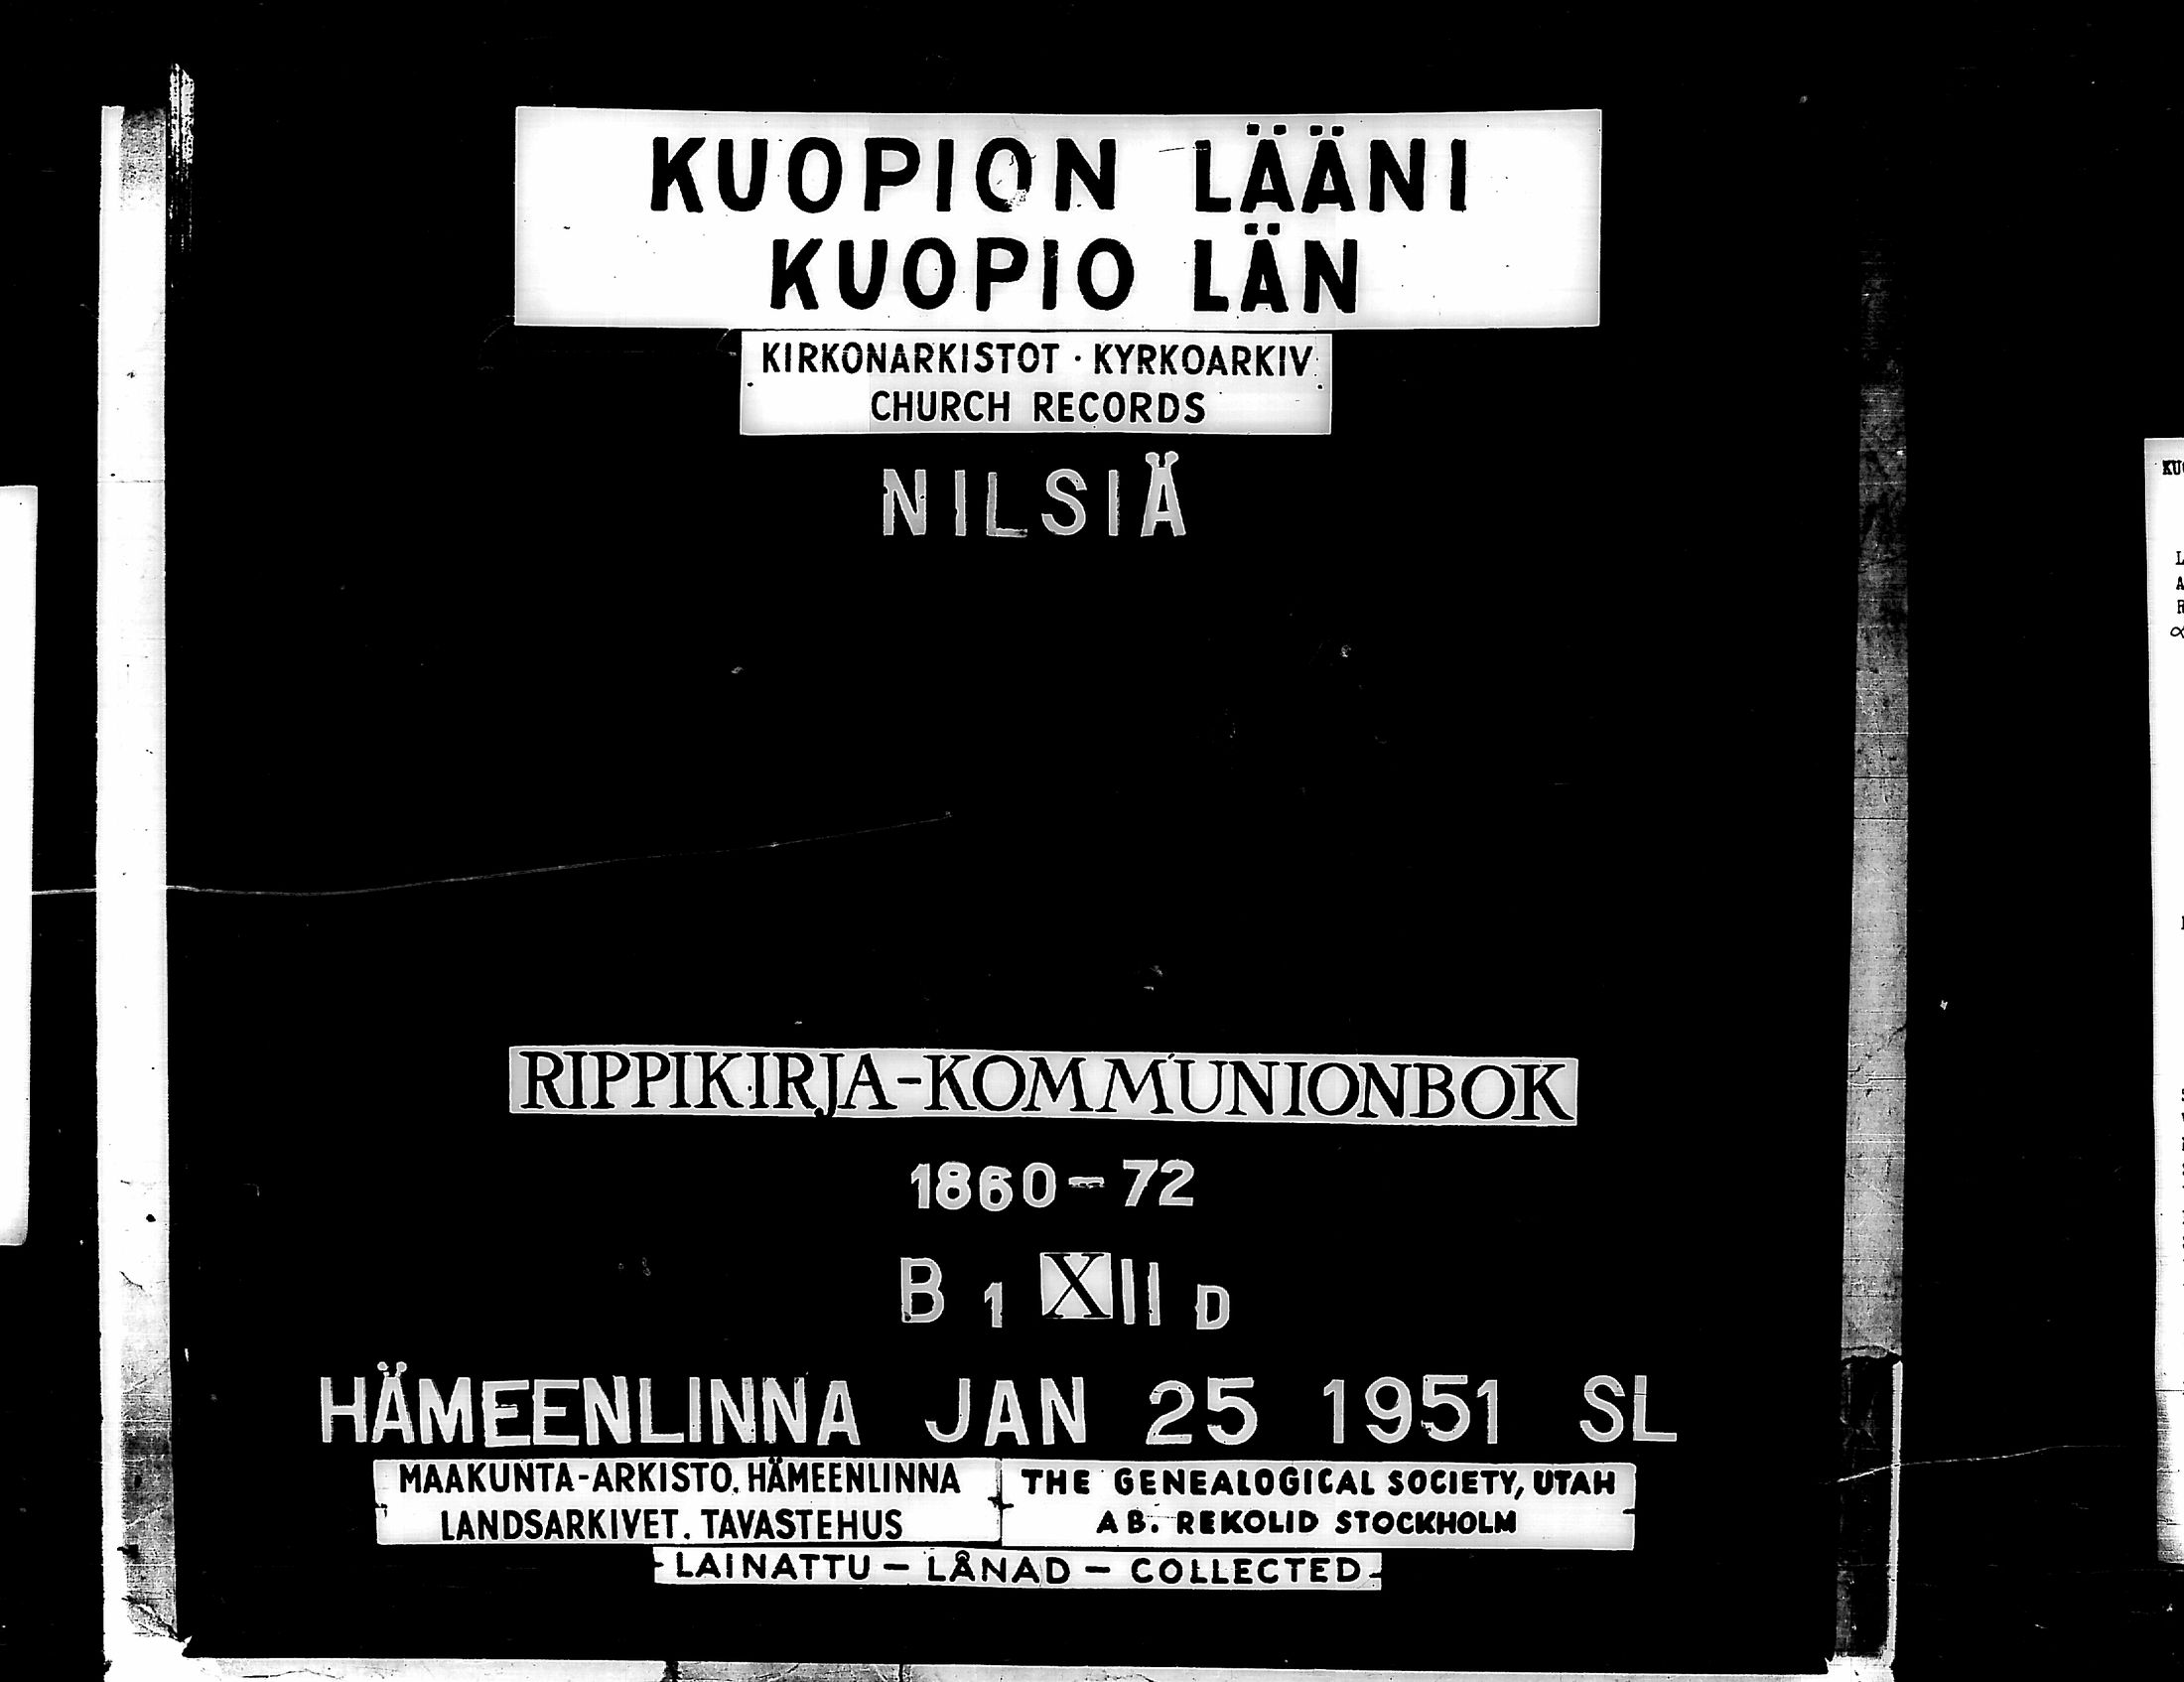 KUOPION LÄÄNI
KUOPIO LÄN
KIRKONARKISTOT · KYRKOARKIV
CHURCH RECORDS
NILSIÄ
RIPPIKIRJA-KOMMUNIONBOK
1860-72
B 1 XII D
HÄMEENLINNA JAN 25 1951 SL
MAAKUNTA-ARKISTO, HÄMEENLINNA
LANDSARKIVET, TAVASTEHUS
THE GENEALOGICAL SOCIETY, UTAH
AB. REKOLID STOCKHOLM
LAINATTU - LÅNAD - COLLECTED